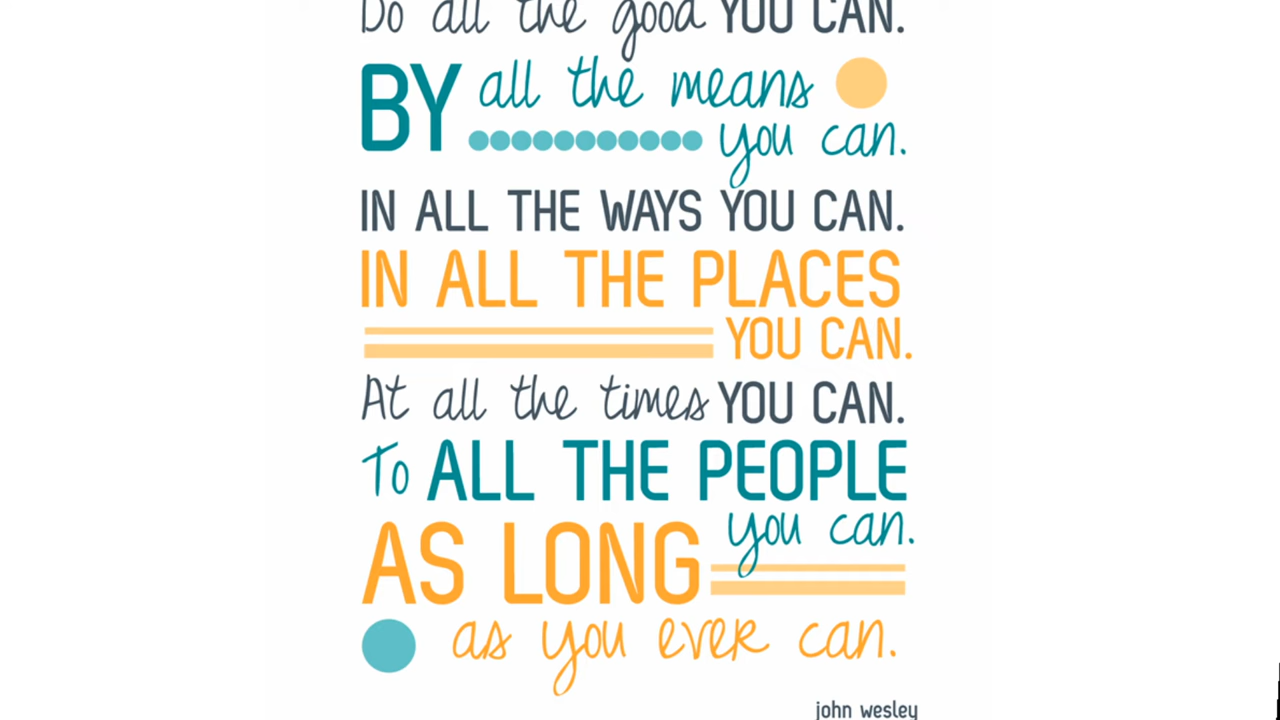 Do all the good YOU CAN.
BY all the means
you can.
IN ALL THE WAYS YOU CAN.
IN ALL THE PLACES
YOU CAN.
At all the times YOU CAN.
To ALL THE PEOPLE
you can.
AS LONG
as you ever can.
john wesley